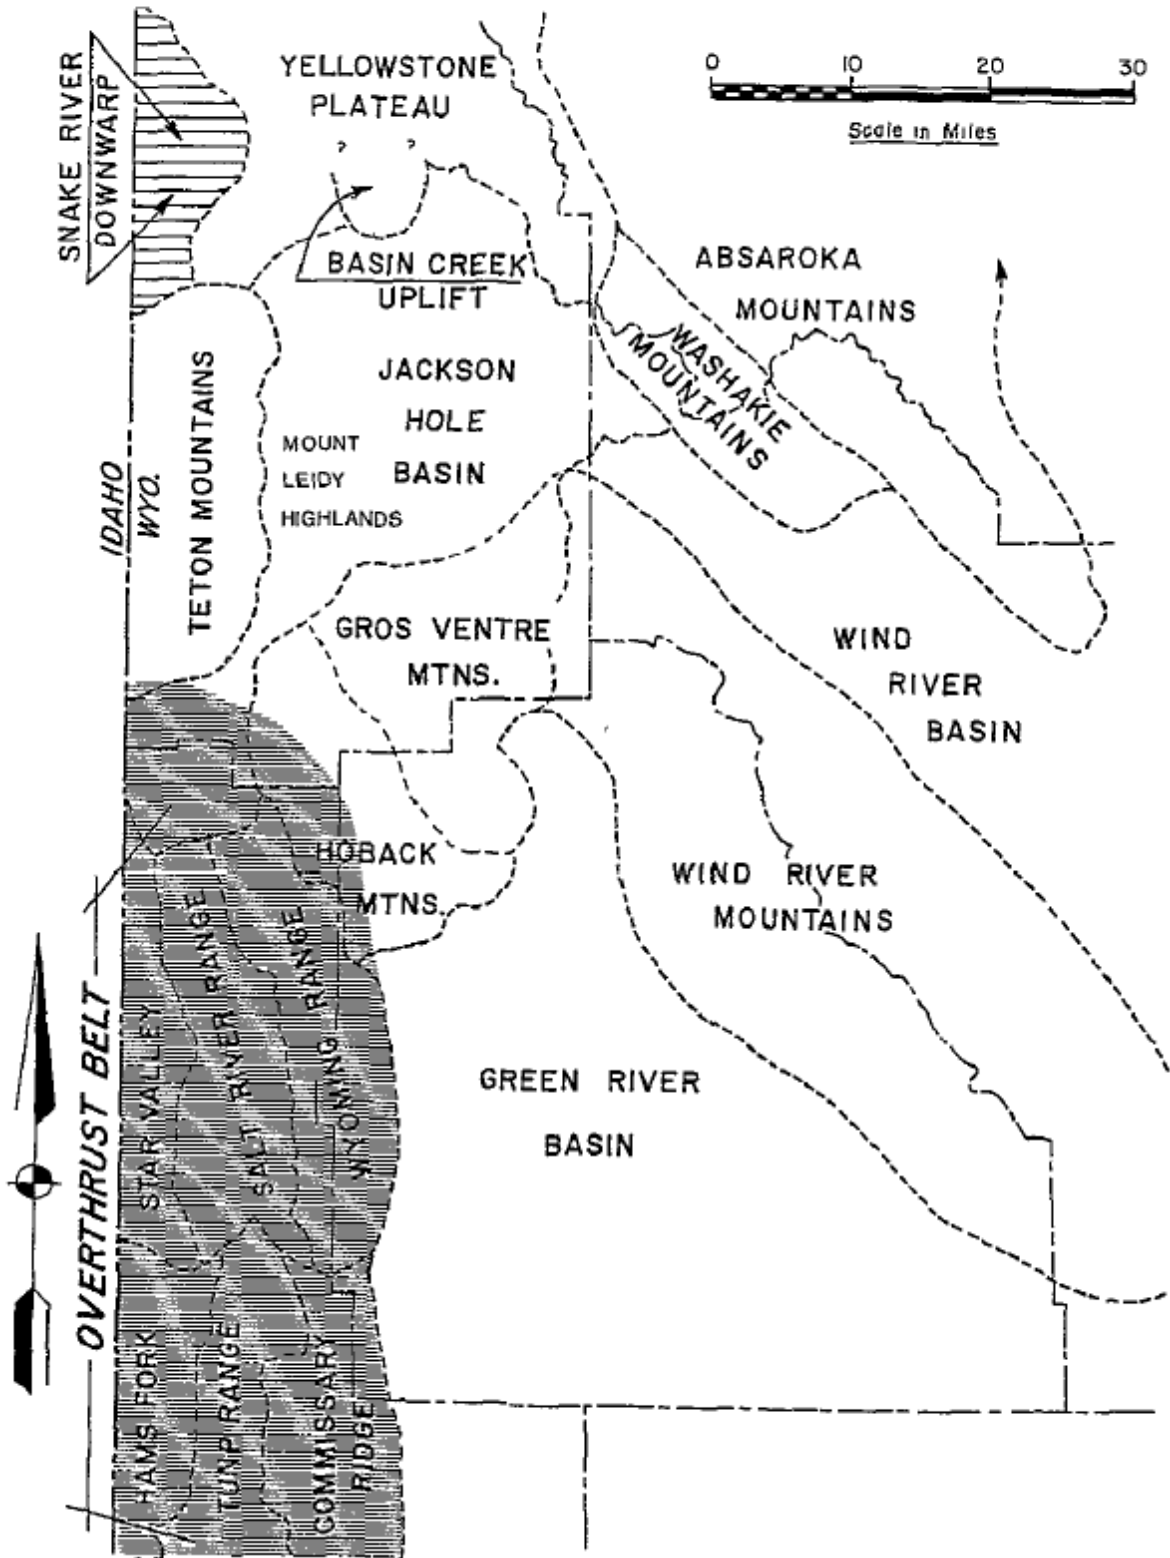 SNAKE RIVER
DOWNWARP
YELLOWSTONE
PLATEAU
? ?
0 10 20 30
Scale in Miles
BASIN CREEK
UPLIFT
ABSAROKA
MOUNTAINS
WASHAKIE
MOUNTAINS
JACKSON
HOLE
BASIN
MOUNT
LEIDY
HIGHLANDS
TETON MOUNTAINS
IDAHO
WYO.
GROS VENTRE
MTNS.
WIND
RIVER
BASIN
HOBACK
MTNS.
WIND RIVER
MOUNTAINS
OVERTHRUST BELT
STAR VALLEY
SALT RIVER RANGE
WYOMING RANGE
GREEN RIVER
BASIN
HAMS FORK
TUNP RANGE
COMMISSARY
RIDGE